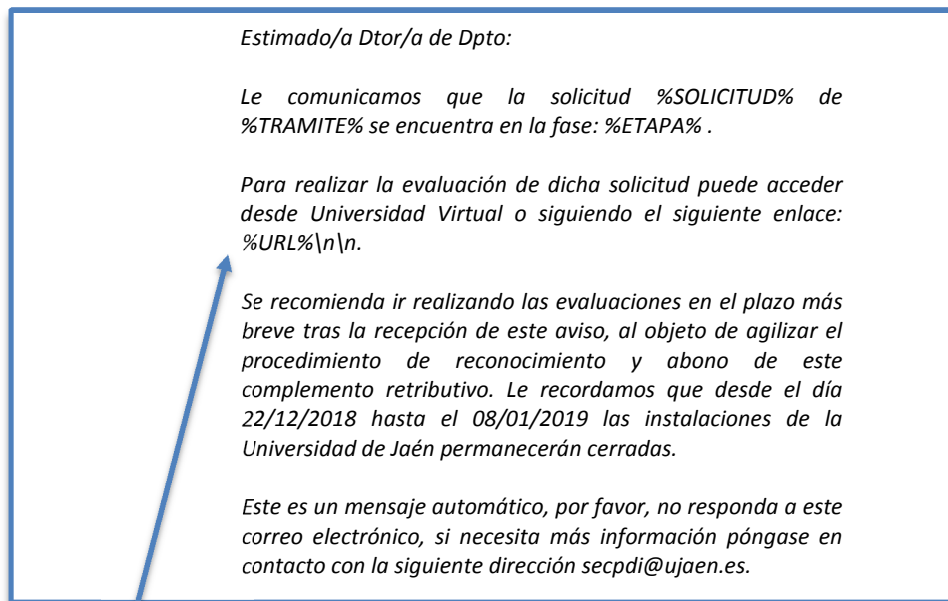 Estimado/a Dtor/a de Dpto:
Le comunicamos que la solicitud %SOLICITUD% de
%TRAMITE% se encuentra en la fase: %ETAPA% .
Para realizar la evaluación de dicha solicitud puede acceder
desde Universidad Virtual o siguiendo el siguiente enlace:
%URL%\n\n.
Se recomienda ir realizando las evaluaciones en el plazo más
breve tras la recepción de este aviso, al objeto de agilizar el
procedimiento de reconocimiento y abono de este
complemento retributivo. Le recordamos que desde el día
22/12/2018 hasta el 08/01/2019 las instalaciones de la
Universidad de Jaén permanecerán cerradas.
Este es un mensaje automático, por favor, no responda a este
correo electrónico, si necesita más información póngase en
contacto con la siguiente dirección secpdi@ujaen.es.